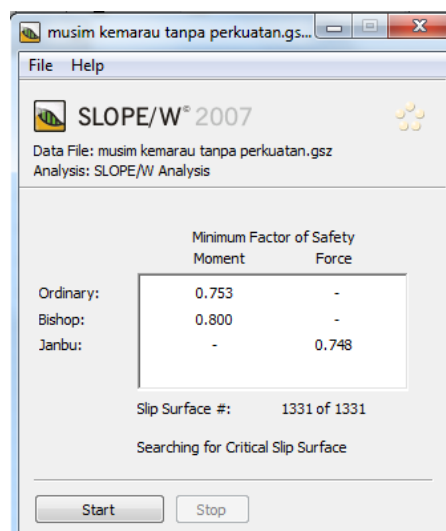 musim kemarau tanpa perkuatan.gs...
File Help
SLOPE/W© 2007
Data File: musim kemarau tanpa perkuatan.gsz
Analysis: SLOPE/W Analysis
Minimum Factor of Safety
Moment Force
Ordinary: 0.753 -
Bishop: 0.800 -
Janbu: - 0.748
Slip Surface #: 1331 of 1331
Searching for Critical Slip Surface
Start Stop